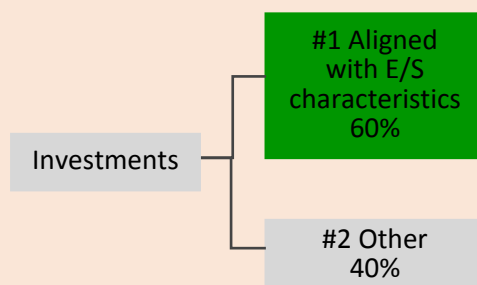 #1 Aligned
with E/S
characteristics
60%
Investments
#2 Other
40%